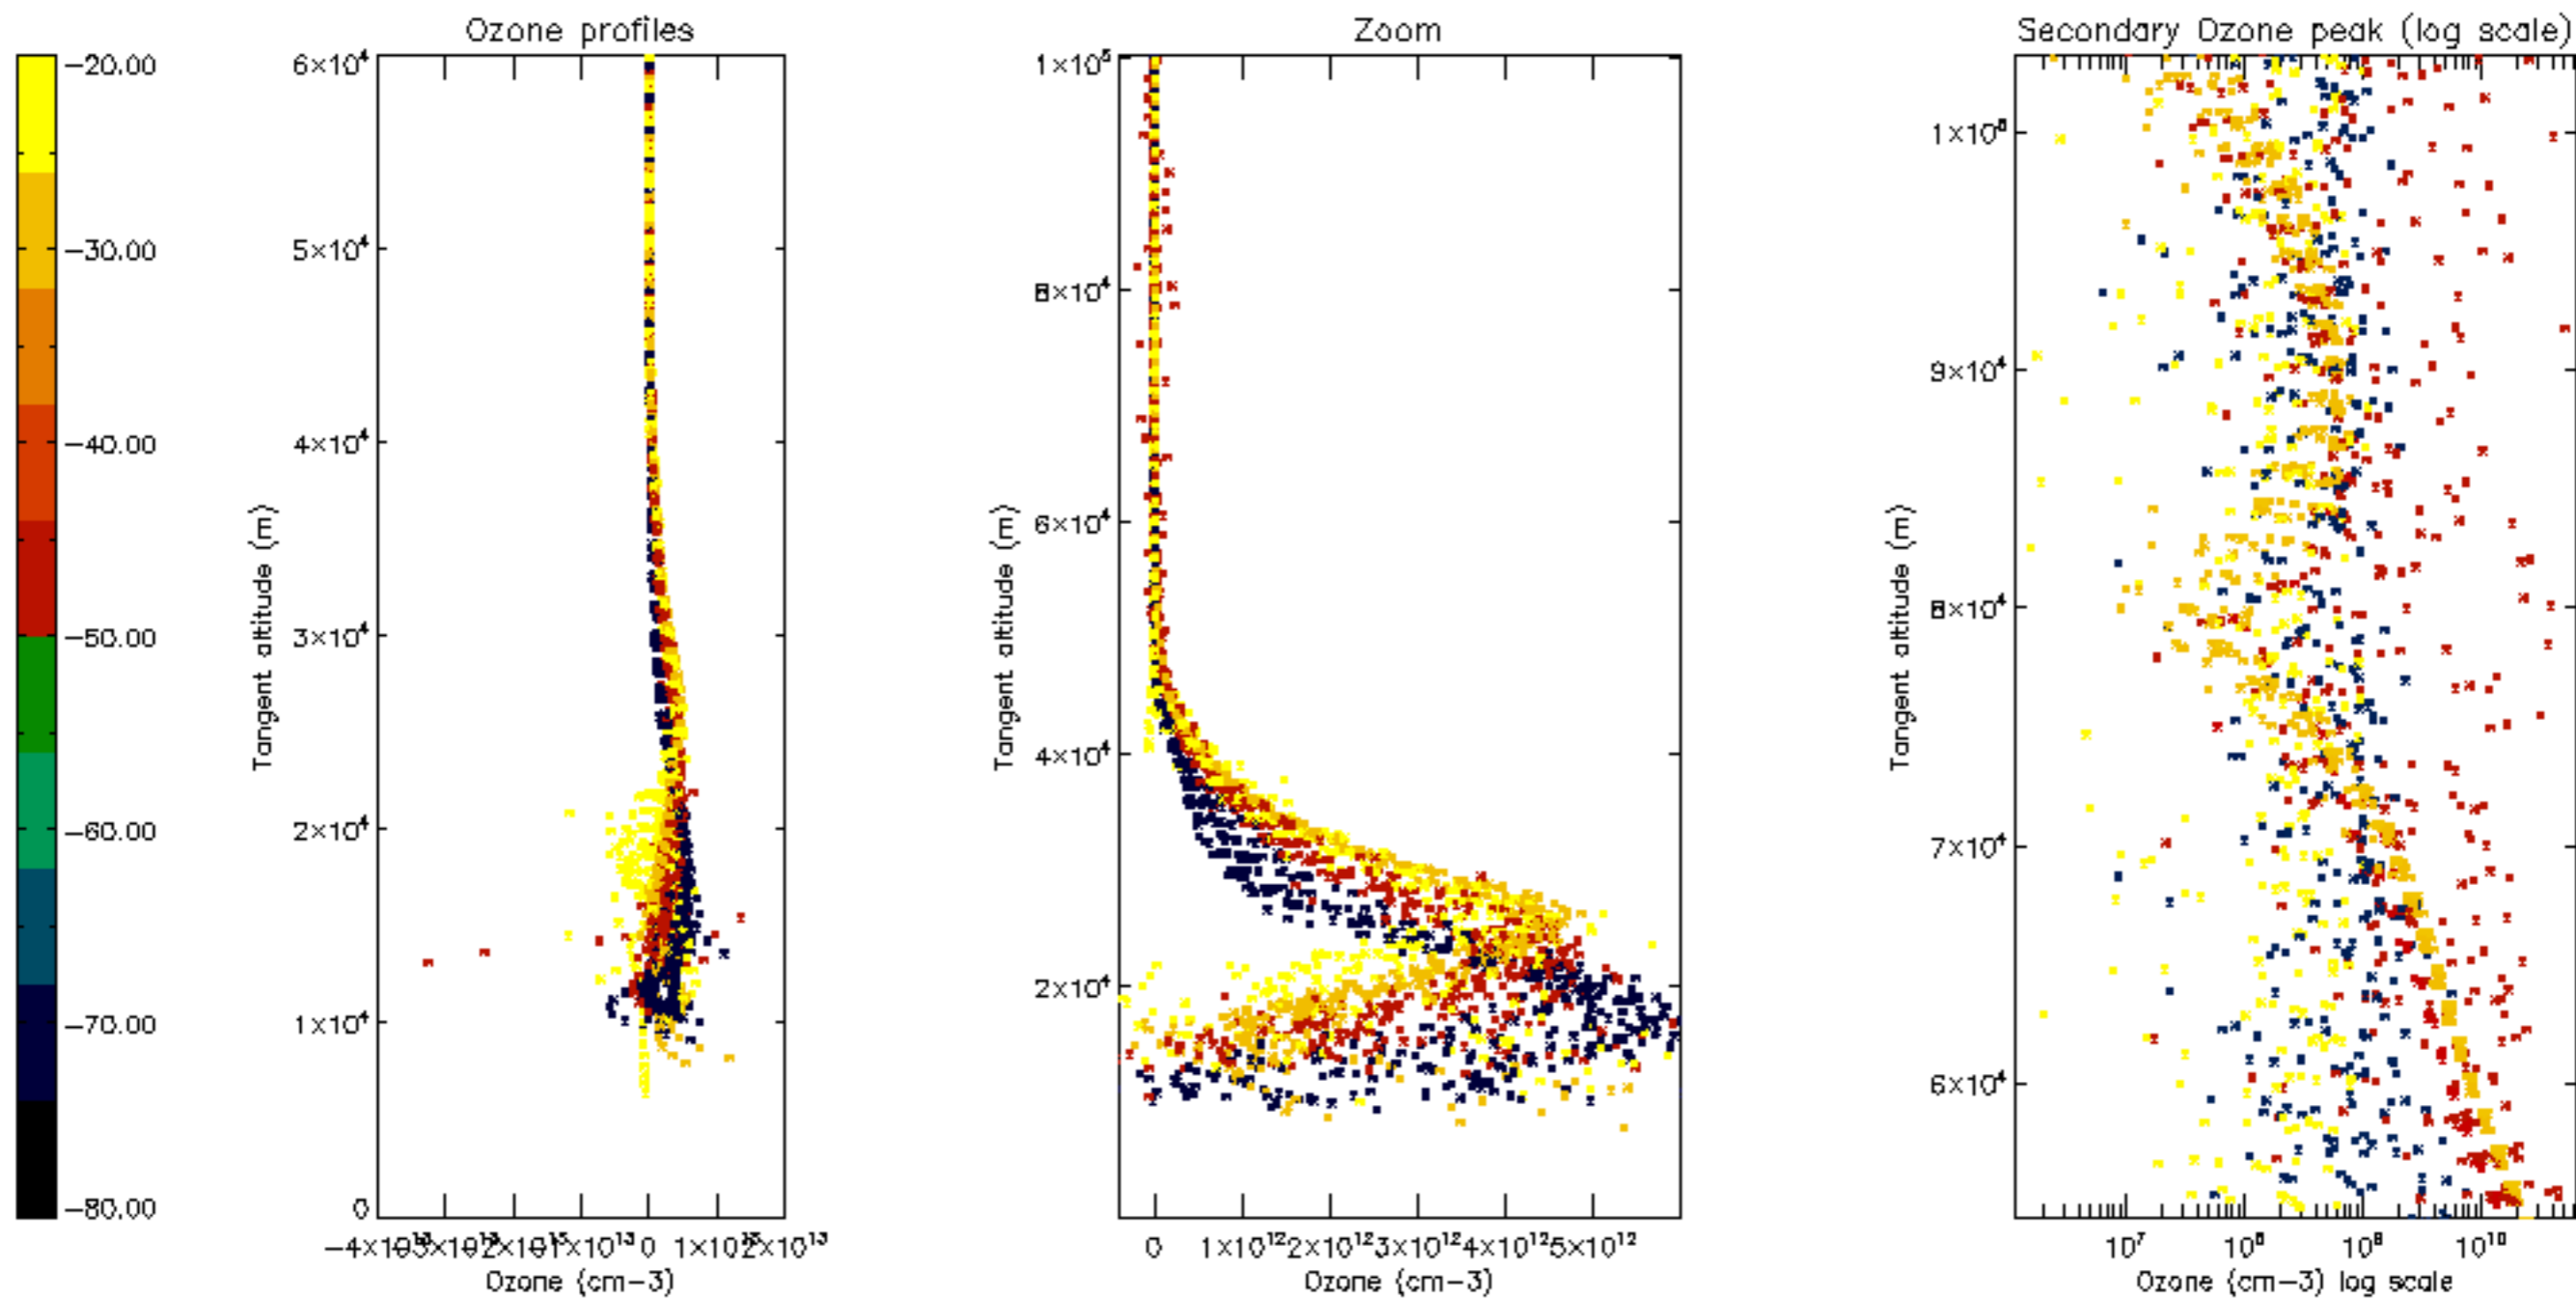 Ozone profiles
Zoom
Secondary Ozone peak (log scale)
−20.00
−30.00
−40.00
−50.00
−60.00
−70.00
−80.00
6×10⁴
5×10⁴
4×10⁴
3×10⁴
2×10⁴
1×10⁴
0
Tangent altitude (m)
0
Ozone (cm−3)
1×10⁵
8×10⁴
6×10⁴
4×10⁴
2×10⁴
Tangent altitude (m)
0 1×10¹² 2×10¹² 3×10¹² 4×10¹² 5×10¹²
Ozone (cm−3)
9×10⁴
8×10⁴
7×10⁴
6×10⁴
Tangent altitude (m)
10⁷ 10⁸ 10⁹ 10¹⁰
Ozone (cm−3) log scale